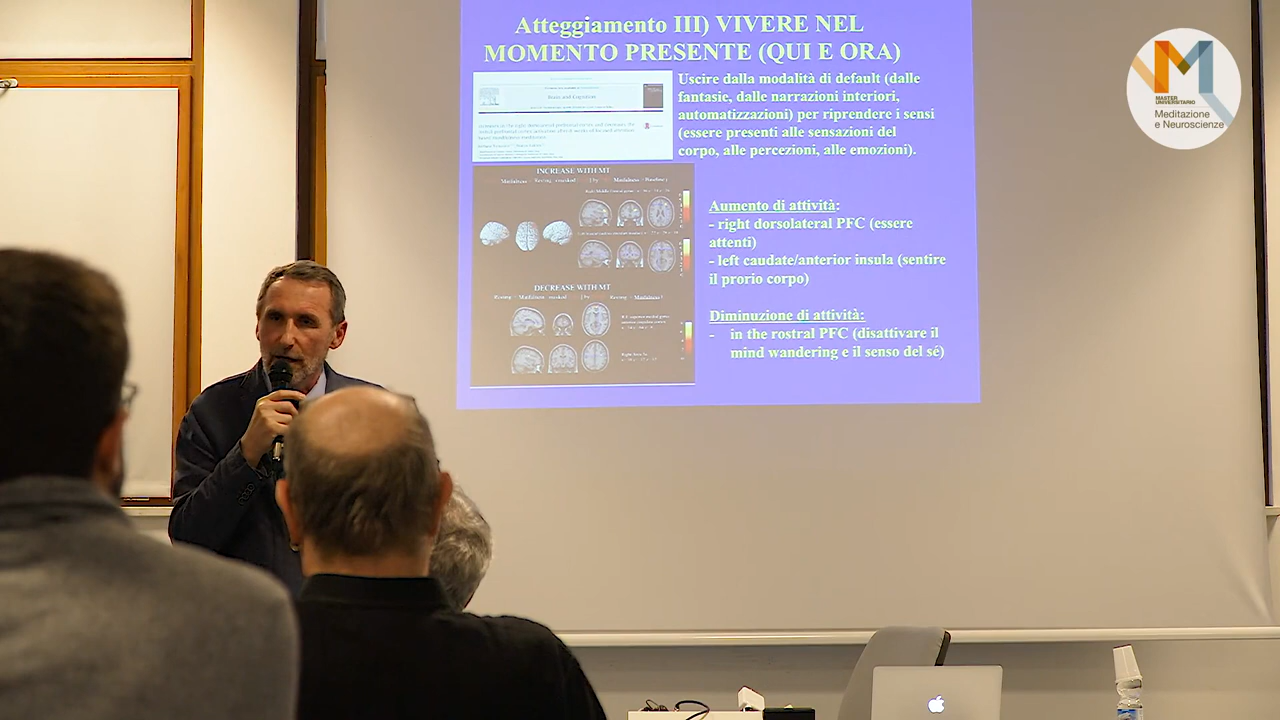 Atteggiamento III) VIVERE NEL
MOMENTO PRESENTE (QUI E ORA)
Uscire dalla modalità di default (dalle
fantasie, dalle narrazioni interiori,
automatizzazioni) per riprendere i sensi
(essere presenti alle sensazioni del
corpo, alle percezioni, alle emozioni).
Brain and Cognition
INCREASE WITH MT
DECREASE WITH MT
Aumento di attività:
- right dorsolateral PFC (essere
attenti)
- left caudate/anterior insula (sentire
il prorio corpo)
Diminuzione di attività:
- in the rostral PFC (disattivare il
mind wandering e il senso del sé)
M
MASTER
UNIVERSITARIO
Meditazione
e Neuroscienze